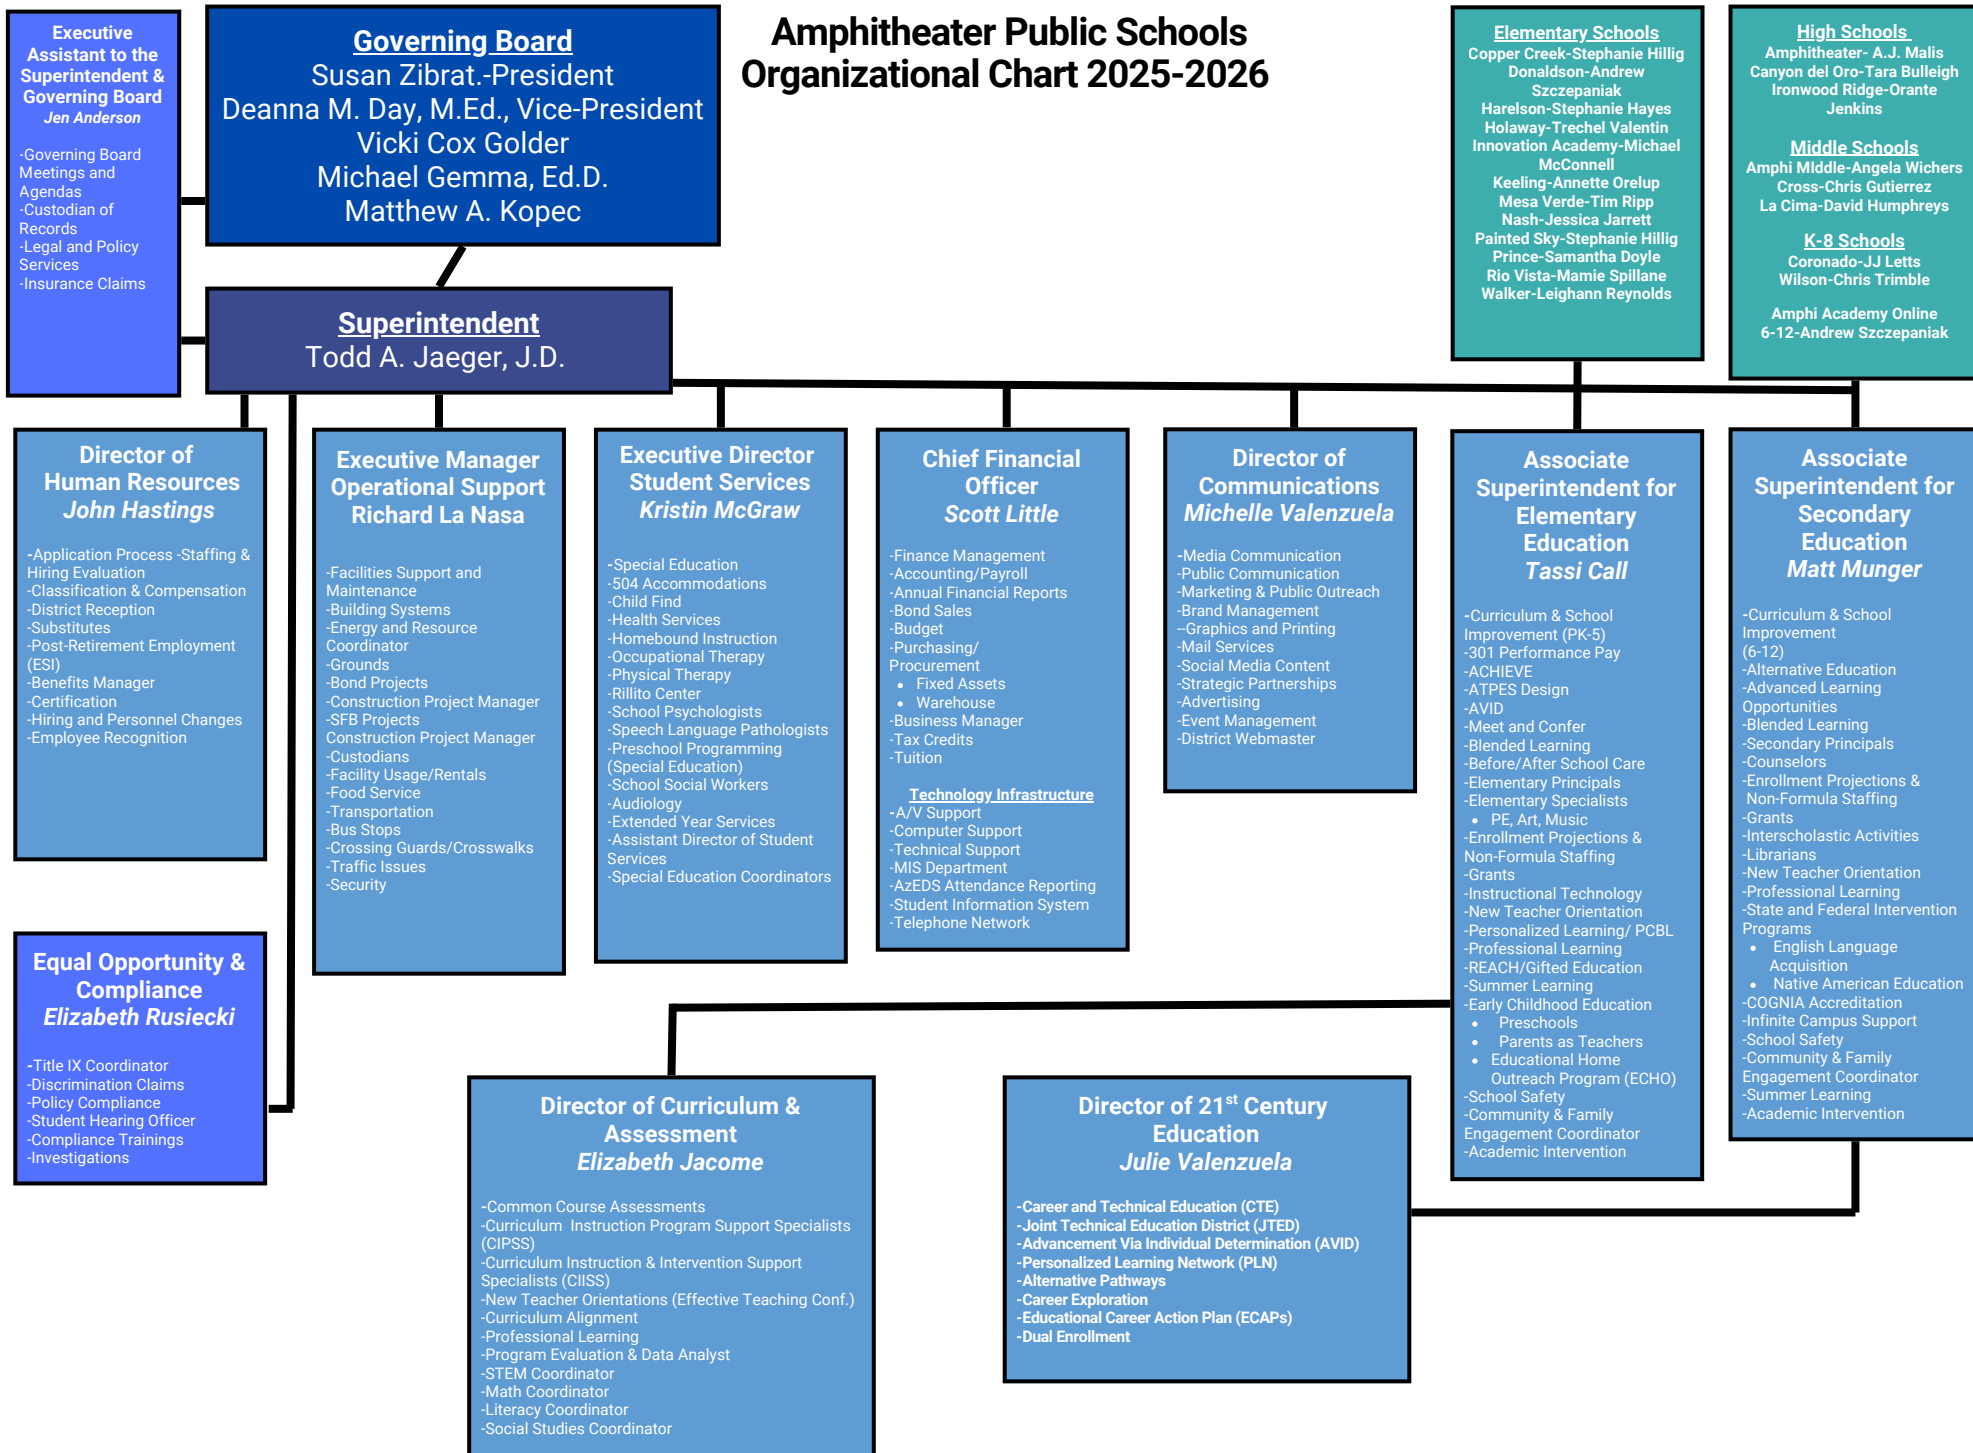 Amphitheater Public Schools
Organizational Chart 2025-2026
Executive
Assistant to the
Superintendent &
Governing Board
Jen Anderson
-Governing Board
Meetings and
Agendas
-Custodian of
Records
-Legal and Policy
Services
-Insurance Claims
Governing Board
Susan Zibrat.-President
Deanna M. Day, M.Ed., Vice-President
Vicki Cox Golder
Michael Gemma, Ed.D.
Matthew A. Kopec
Superintendent
Todd A. Jaeger, J.D.
Elementary Schools
Copper Creek-Stephanie Hillig
Donaldson-Andrew
Szczepaniak
Harelson-Stephanie Hayes
Holaway-Trechel Valentin
Innovation Academy-Michael
McConnell
Keeling-Annette Orelup
Mesa Verde-Tim Ripp
Nash-Jessica Jarrett
Painted Sky-Stephanie Hillig
Prince-Samantha Doyle
Rio Vista-Mamie Spillane
Walker-Leighann Reynolds
High Schools
Amphitheater- A.J. Malis
Canyon del Oro-Tara Bulleigh
Ironwood Ridge-Orante
Jenkins
Middle Schools
Amphi MIddle-Angela Wichers
Cross-Chris Gutierrez
La Cima-David Humphreys
K-8 Schools
Coronado-JJ Letts
Wilson-Chris Trimble
Amphi Academy Online
6-12-Andrew Szczepaniak
Director of
Human Resources
John Hastings
-Application Process -Staffing &
Hiring Evaluation
-Classification & Compensation
-District Reception
-Substitutes
-Post-Retirement Employment
(ESI)
-Benefits Manager
-Certification
-Hiring and Personnel Changes
-Employee Recognition
Executive Manager
Operational Support
Richard La Nasa
-Facilities Support and
Maintenance
-Building Systems
-Energy and Resource
Coordinator
-Grounds
-Bond Projects
-Construction Project Manager
-SFB Projects
Construction Project Manager
-Custodians
-Facility Usage/Rentals
-Food Service
-Transportation
-Bus Stops
-Crossing Guards/Crosswalks
-Traffic Issues
-Security
Executive Director
Student Services
Kristin McGraw
-Special Education
-504 Accommodations
-Child Find
-Health Services
-Homebound Instruction
-Occupational Therapy
-Physical Therapy
-Rillito Center
-School Psychologists
-Speech Language Pathologists
-Preschool Programming
(Special Education)
-School Social Workers
-Audiology
-Extended Year Services
-Assistant Director of Student
Services
-Special Education Coordinators
Chief Financial
Officer
Scott Little
-Finance Management
-Accounting/Payroll
-Annual Financial Reports
-Bond Sales
-Budget
-Purchasing/
Procurement
• Fixed Assets
• Warehouse
-Business Manager
-Tax Credits
-Tuition
Technology Infrastructure
-A/V Support
-Computer Support
-Technical Support
-MIS Department
-AzEDS Attendance Reporting
-Student Information System
-Telephone Network
Director of
Communications
Michelle Valenzuela
-Media Communication
-Public Communication
-Marketing & Public Outreach
-Brand Management
--Graphics and Printing
-Mail Services
-Social Media Content
-Strategic Partnerships
-Advertising
-Event Management
-District Webmaster
Associate
Superintendent for
Elementary
Education
Tassi Call
-Curriculum & School
Improvement (PK-5)
-301 Performance Pay
-ACHIEVE
-ATPES Design
-AVID
-Meet and Confer
-Blended Learning
-Before/After School Care
-Elementary Principals
-Elementary Specialists
• PE, Art, Music
-Enrollment Projections &
Non-Formula Staffing
-Grants
-Instructional Technology
-New Teacher Orientation
-Personalized Learning/ PCBL
-Professional Learning
-REACH/Gifted Education
-Summer Learning
-Early Childhood Education
• Preschools
• Parents as Teachers
• Educational Home
Outreach Program (ECHO)
-School Safety
-Community & Family
Engagement Coordinator
-Academic Intervention
Associate
Superintendent for
Secondary
Education
Matt Munger
-Curriculum & School
Improvement
(6-12)
-Alternative Education
-Advanced Learning
Opportunities
-Blended Learning
-Secondary Principals
-Counselors
-Enrollment Projections &
Non-Formula Staffing
-Grants
-Interscholastic Activities
-Librarians
-New Teacher Orientation
-Professional Learning
-State and Federal Intervention
Programs
• English Language
Acquisition
• Native American Education
-COGNIA Accreditation
-Infinite Campus Support
-School Safety
-Community & Family
Engagement Coordinator
-Summer Learning
-Academic Intervention
Equal Opportunity &
Compliance
Elizabeth Rusiecki
-Title IX Coordinator
-Discrimination Claims
-Policy Compliance
-Student Hearing Officer
-Compliance Trainings
-Investigations
Director of Curriculum &
Assessment
Elizabeth Jacome
-Common Course Assessments
-Curriculum  Instruction Program Support Specialists
(CIPSS)
-Curriculum Instruction & Intervention Support
Specialists (CIISS)
-New Teacher Orientations (Effective Teaching Conf.)
-Curriculum Alignment
-Professional Learning
-Program Evaluation & Data Analyst
-STEM Coordinator
-Math Coordinator
-Literacy Coordinator
-Social Studies Coordinator
Director of 21st Century
Education
Julie Valenzuela
-Career and Technical Education (CTE)
-Joint Technical Education District (JTED)
-Advancement Via Individual Determination (AVID)
-Personalized Learning Network (PLN)
-Alternative Pathways
-Career Exploration
-Educational Career Action Plan (ECAPs)
-Dual Enrollment